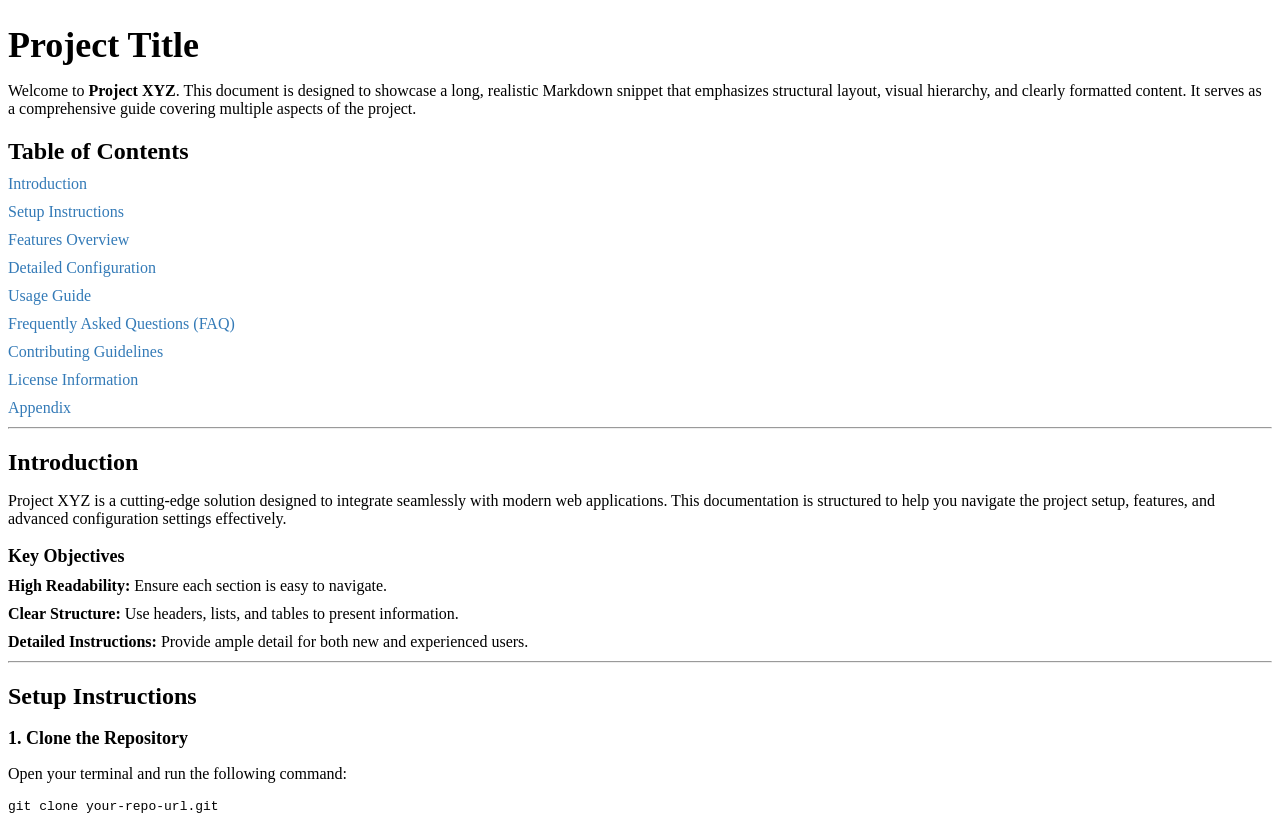 Project Title
Welcome to Project XYZ. This document is designed to showcase a long, realistic Markdown snippet that emphasizes structural layout, visual hierarchy, and clearly formatted content. It serves as
a comprehensive guide covering multiple aspects of the project.
Table of Contents
Introduction
Setup Instructions
Features Overview
Detailed Configuration
Usage Guide
Frequently Asked Questions (FAQ)
Contributing Guidelines
License Information
Appendix
Introduction
Project XYZ is a cutting-edge solution designed to integrate seamlessly with modern web applications. This documentation is structured to help you navigate the project setup, features, and
advanced configuration settings effectively.
Key Objectives
High Readability: Ensure each section is easy to navigate.
Clear Structure: Use headers, lists, and tables to present information.
Detailed Instructions: Provide ample detail for both new and experienced users.
Setup Instructions
1. Clone the Repository
Open your terminal and run the following command:
git clone your-repo-url.git